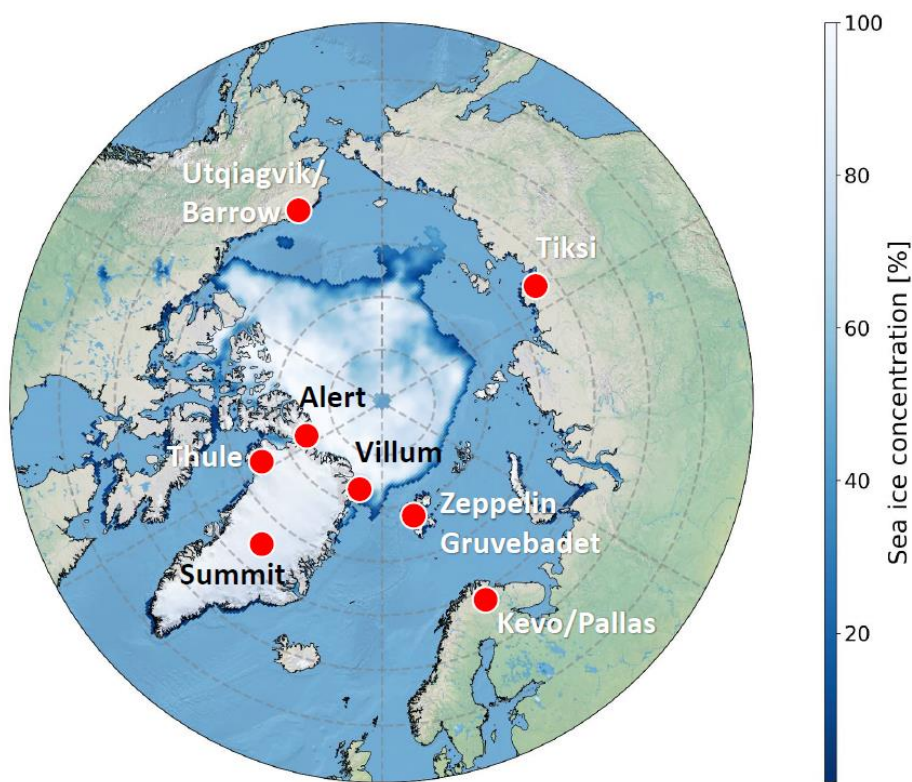 Utqiagvik/
Barrow
Tiksi
Alert
Thule
Villum
Zeppelin
Gruvebadet
Summit
Kevo/Pallas
100
80
60
40
20
Sea ice concentration [%]